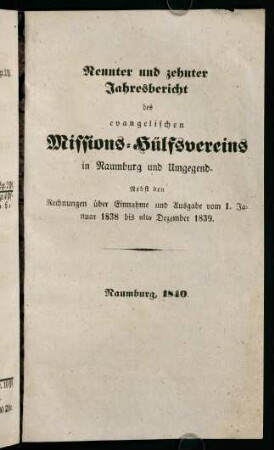 Neunter und zehnter
Jahresbericht
des
evangelischen
Missions-Hülfsvereins
in Naumburg und Umgegend.
Nebst den
Rechnungen über Einnahme und Ausgabe vom 1. Ja-
nuar 1838 bis ult. Dezember 1839.
Naumburg, 1840.